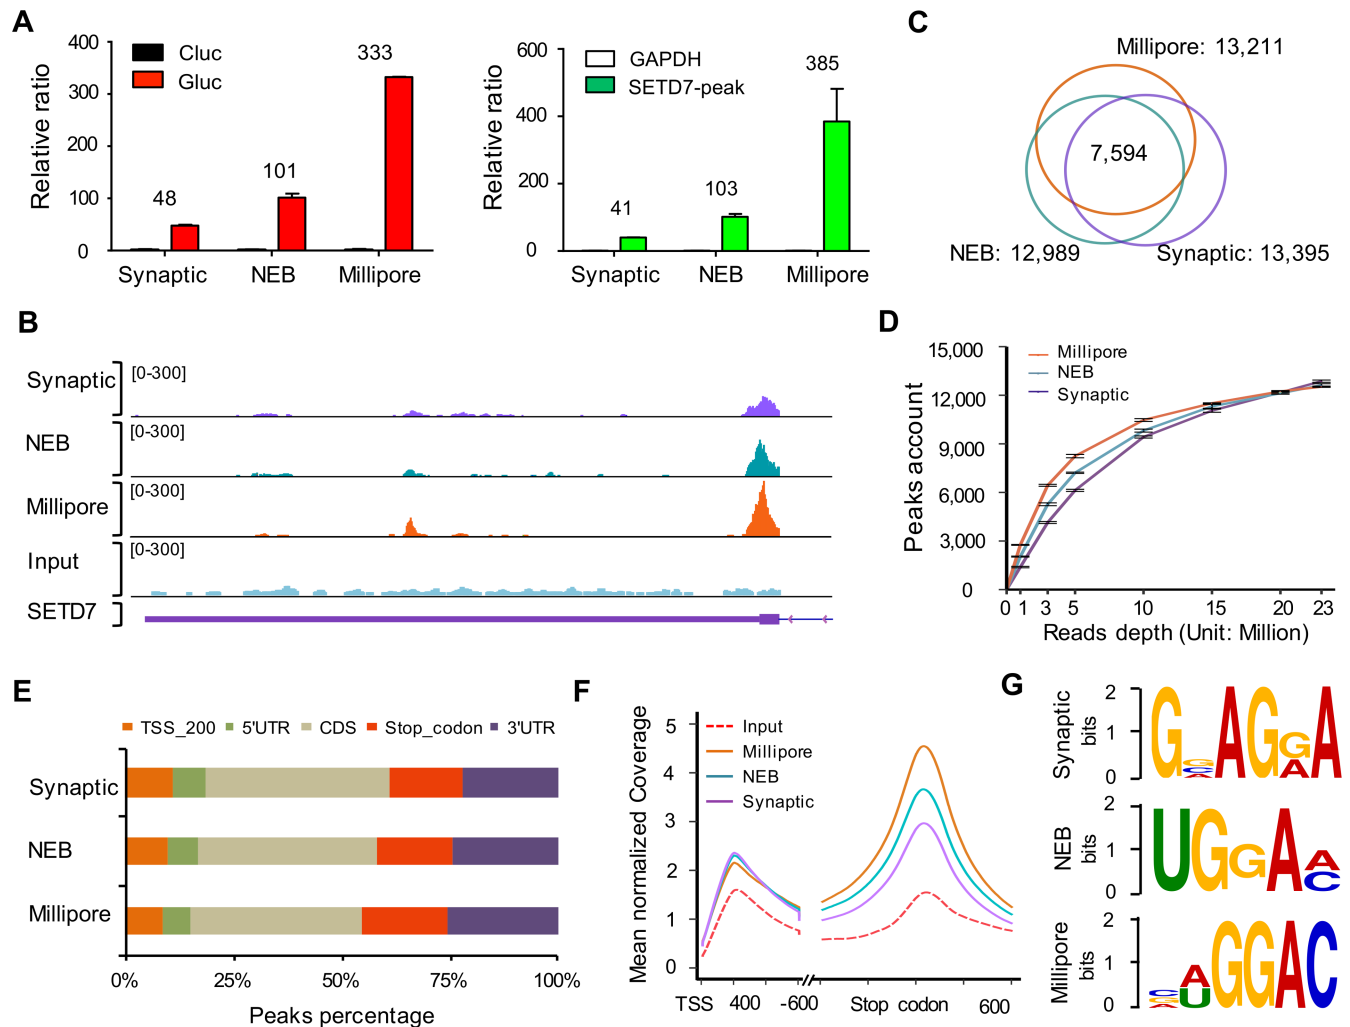 A
Relative ratio
400
300
200
100
0
Cluc
Gluc
48
101
333
Synaptic
NEB
Millipore
Relative ratio
600
400
200
0
GAPDH
SETD7-peak
41
103
385
Synaptic
NEB
Millipore
C
Millipore: 13,211
7,594
NEB: 12,989
Synaptic: 13,395
B
Synaptic
[0-300]
NEB
[0-300]
Millipore
[0-300]
Input
[0-300]
SETD7
D
Peaks account
15,000
12,000
9,000
6,000
3,000
0
Millipore
NEB
Synaptic
0 1 3 5 10 15 20 23
Reads depth (Unit: Million)
E
TSS_200 5'UTR CDS Stop_codon 3'UTR
Synaptic
NEB
Millipore
0% 25% 50% 75% 100%
Peaks percentage
F
Mean normalized Coverage
5
4
3
2
1
0
Input
Millipore
NEB
Synaptic
TSS 400 -600 Stop codon 600
G
Synaptic
bits
2
1
0
GGAGGA
CA
A
NEB
bits
2
1
0
UGGAA
C
Millipore
bits
2
1
0
CAGGAC
GU
A